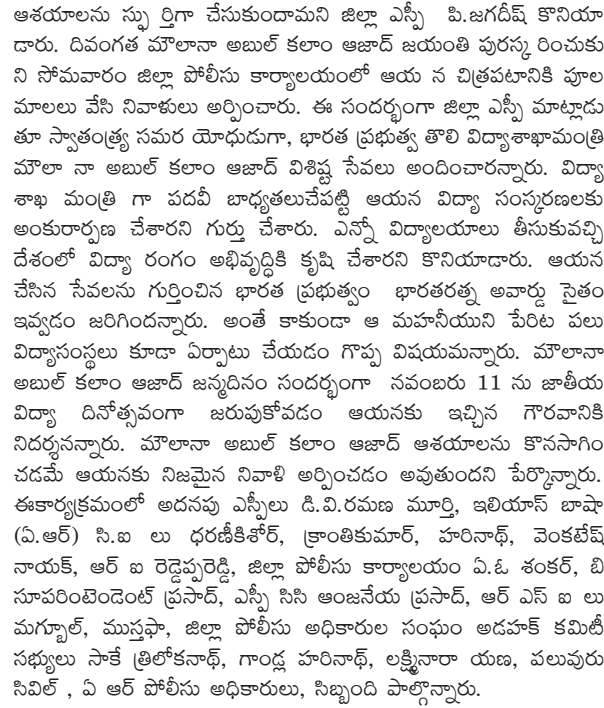 ఆశయాలను స్ఫు ర్తిగా చేసుకుందామని జిల్లా ఎస్పీ పి.జగదీష్ కొనియా
డారు. దివంగత మౌలానా అబుల్ కలాం ఆజాద్ జయంతి పురస్క రించుకు
ని సోమవారం జిల్లా పోలీసు కార్యాలయంలో ఆయ న చిత్రపటానికి పూల
మాలలు వేసి నివాళులు అర్పించారు. ఈ సందర్భంగా జిల్లా ఎస్పీ మాట్లాడు
తూ స్వాతంత్ర్య సమర యోధుడుగా, భారత ప్రభుత్వ తొలి విద్యాశాఖామంత్రి
మౌలా నా అబుల్ కలాం ఆజాద్ విశిష్ట సేవలు అందించారన్నారు. విద్యా
శాఖ మంత్రి గా పదవీ బాధ్యతలుచేపట్టి ఆయన విద్యా సంస్కరణలకు
అంకురార్పణ చేశారని గుర్తు చేశారు. ఎన్నో విద్యాలయాలు తీసుకువచ్చి
దేశంలో విద్యా రంగం అభివృద్ధికి కృషి చేశారని కొనియాడారు. ఆయన
చేసిన సేవలను గుర్తించిన భారత ప్రభుత్వం భారతరత్న అవార్డు సైతం
ఇవ్వడం జరిగిందన్నారు. అంతే కాకుండా ఆ మహనీయుని పేరిట పలు
విద్యాసంస్థలు కూడా ఏర్పాటు చేయడం గొప్ప విషయమన్నారు. మౌలానా
అబుల్ కలాం ఆజాద్ జన్మదినం సందర్భంగా నవంబరు 11 ను జాతీయ
విద్యా దినోత్సవంగా జరుపుకోవడం ఆయనకు ఇచ్చిన గౌరవానికి
నిదర్శనన్నారు. మౌలానా అబుల్ కలాం ఆజాద్ ఆశయాలను కొనసాగిం
చడమే ఆయనకు నిజమైన నివాళి అర్పించడం అవుతుందని పేర్కొన్నారు.
ఈకార్యక్రమంలో అదనపు ఎస్పీలు డి.వి.రమణ మూర్తి, ఇలియాస్ బాషా
(ఏ.ఆర్) సి.ఐ లు ధరణీకిశోర్, క్రాంతికుమార్, హరినాథ్, వెంకటేష్
నాయక్, ఆర్ ఐ రెడ్డెప్పరెడ్డి, జిల్లా పోలీసు కార్యాలయం ఏ.ఓ శంకర్, బి
సూపరింటెండెంట్ ప్రసాద్, ఎస్పీ సిసి ఆంజనేయ ప్రసాద్, ఆర్ ఎస్ ఐ లు
మగ్బూల్, ముస్తఫా, జిల్లా పోలీసు అధికారుల సంఘం అడహక్ కమిటీ
సభ్యులు సాకే త్రిలోకనాథ్, గాండ్ల హరినాథ్, లక్ష్మినారా యణ, పలువురు
సివిల్ , ఏ ఆర్ పోలీసు అధికారులు, సిబ్బంది పాల్గొన్నారు.